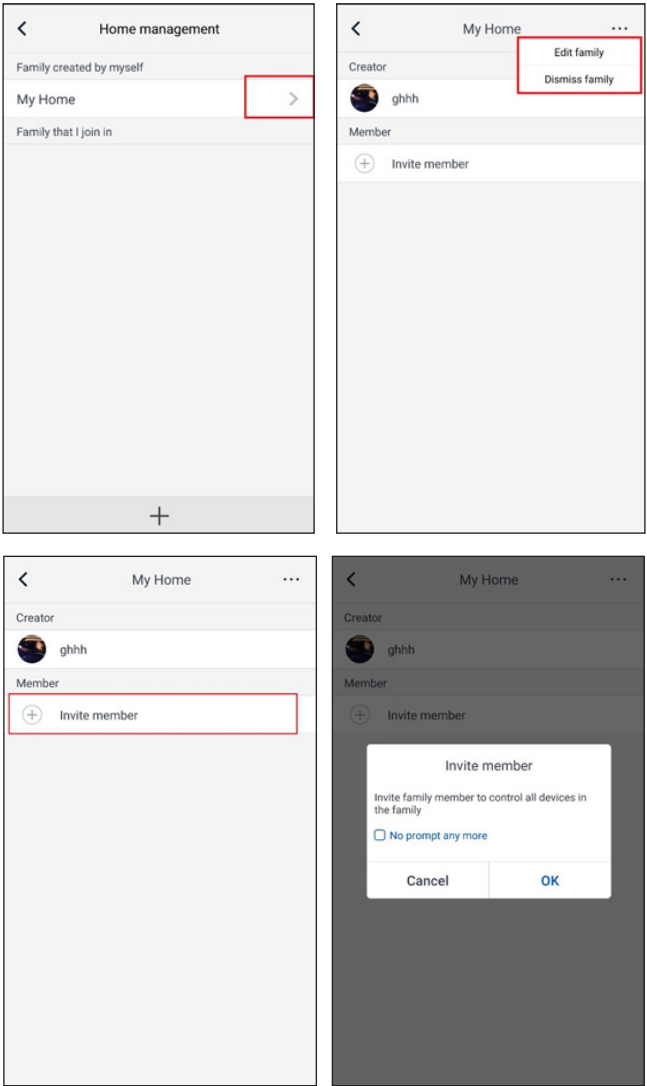 Home management
Family created by myself
My Home
Family that I join in
My Home
Edit family
Dismiss family
Creator
ghhh
Member
Invite member
My Home
Creator
ghhh
Member
Invite member
My Home
Creator
ghhh
Member
Invite member
Invite member
Invite family member to control all devices in
the family
No prompt any more
Cancel
OK